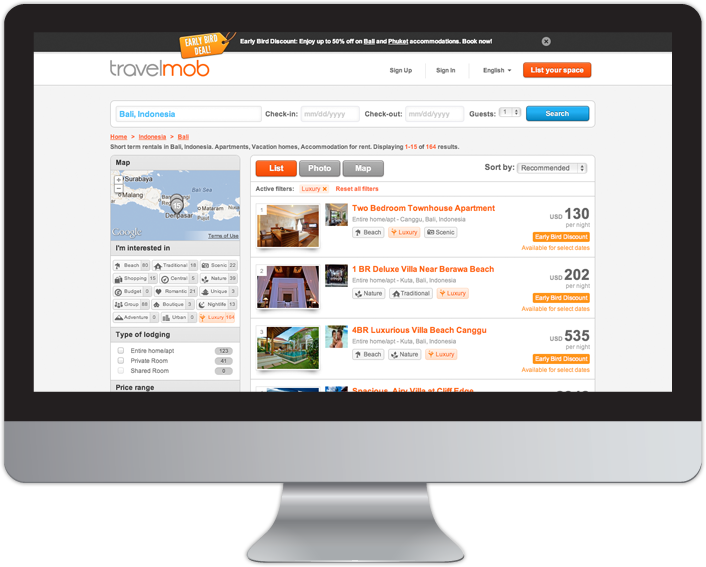 EARLY BIRD
DEAL!
Early Bird Discount: Enjoy up to 50% off on Bali and Phuket accommodations. Book now!
travelmob
Sign Up
Sign in
English
List your space
Bali, Indonesia
Check-in: mm/dd/yyyy
Check-out: mm/dd/yyyy
Guests: 1
Search
Home > Indonesia > Bali
Short term rentals in Bali, Indonesia. Apartments, Vacation homes, Accommodation for rent. Displaying 1-15 of 164 results.
Map
Surabaya
Malang
Bali Sea
Denpasar
Mataram
15
Google
Terms of Use
I'm interested in
Beach 80
Traditional 18
Scenic 22
Shopping 15
Central 5
Nature 38
Budget 0
Romantic 21
Unique 3
Group 88
Boutique 3
Nightlife 13
Adventure 0
Urban 5
Luxury 164
Type of lodging
Entire home/apt 123
Private Room 41
Shared Room 0
Price range
List
Photo
Map
Sort by: Recommended
Active filters: Luxury x Reset all filters
1
Two Bedroom Townhouse Apartment
Entire home/apt - Canggu, Bali, Indonesia
Beach
Luxury
Scenic
USD 130
per night
Early Bird Discount
Available for select dates
2
1 BR Deluxe Villa Near Berawa Beach
Entire home/apt - Kuta, Bali, Indonesia
Nature
Traditional
Luxury
USD 202
per night
Early Bird Discount
Available for select dates
3
4BR Luxurious Villa Beach Canggu
Entire home/apt - Kuta, Bali, Indonesia
Beach
Nature
Luxury
USD 535
per night
Early Bird Discount
Available for select dates
Spacious, Airy Villa at Cliff Edge